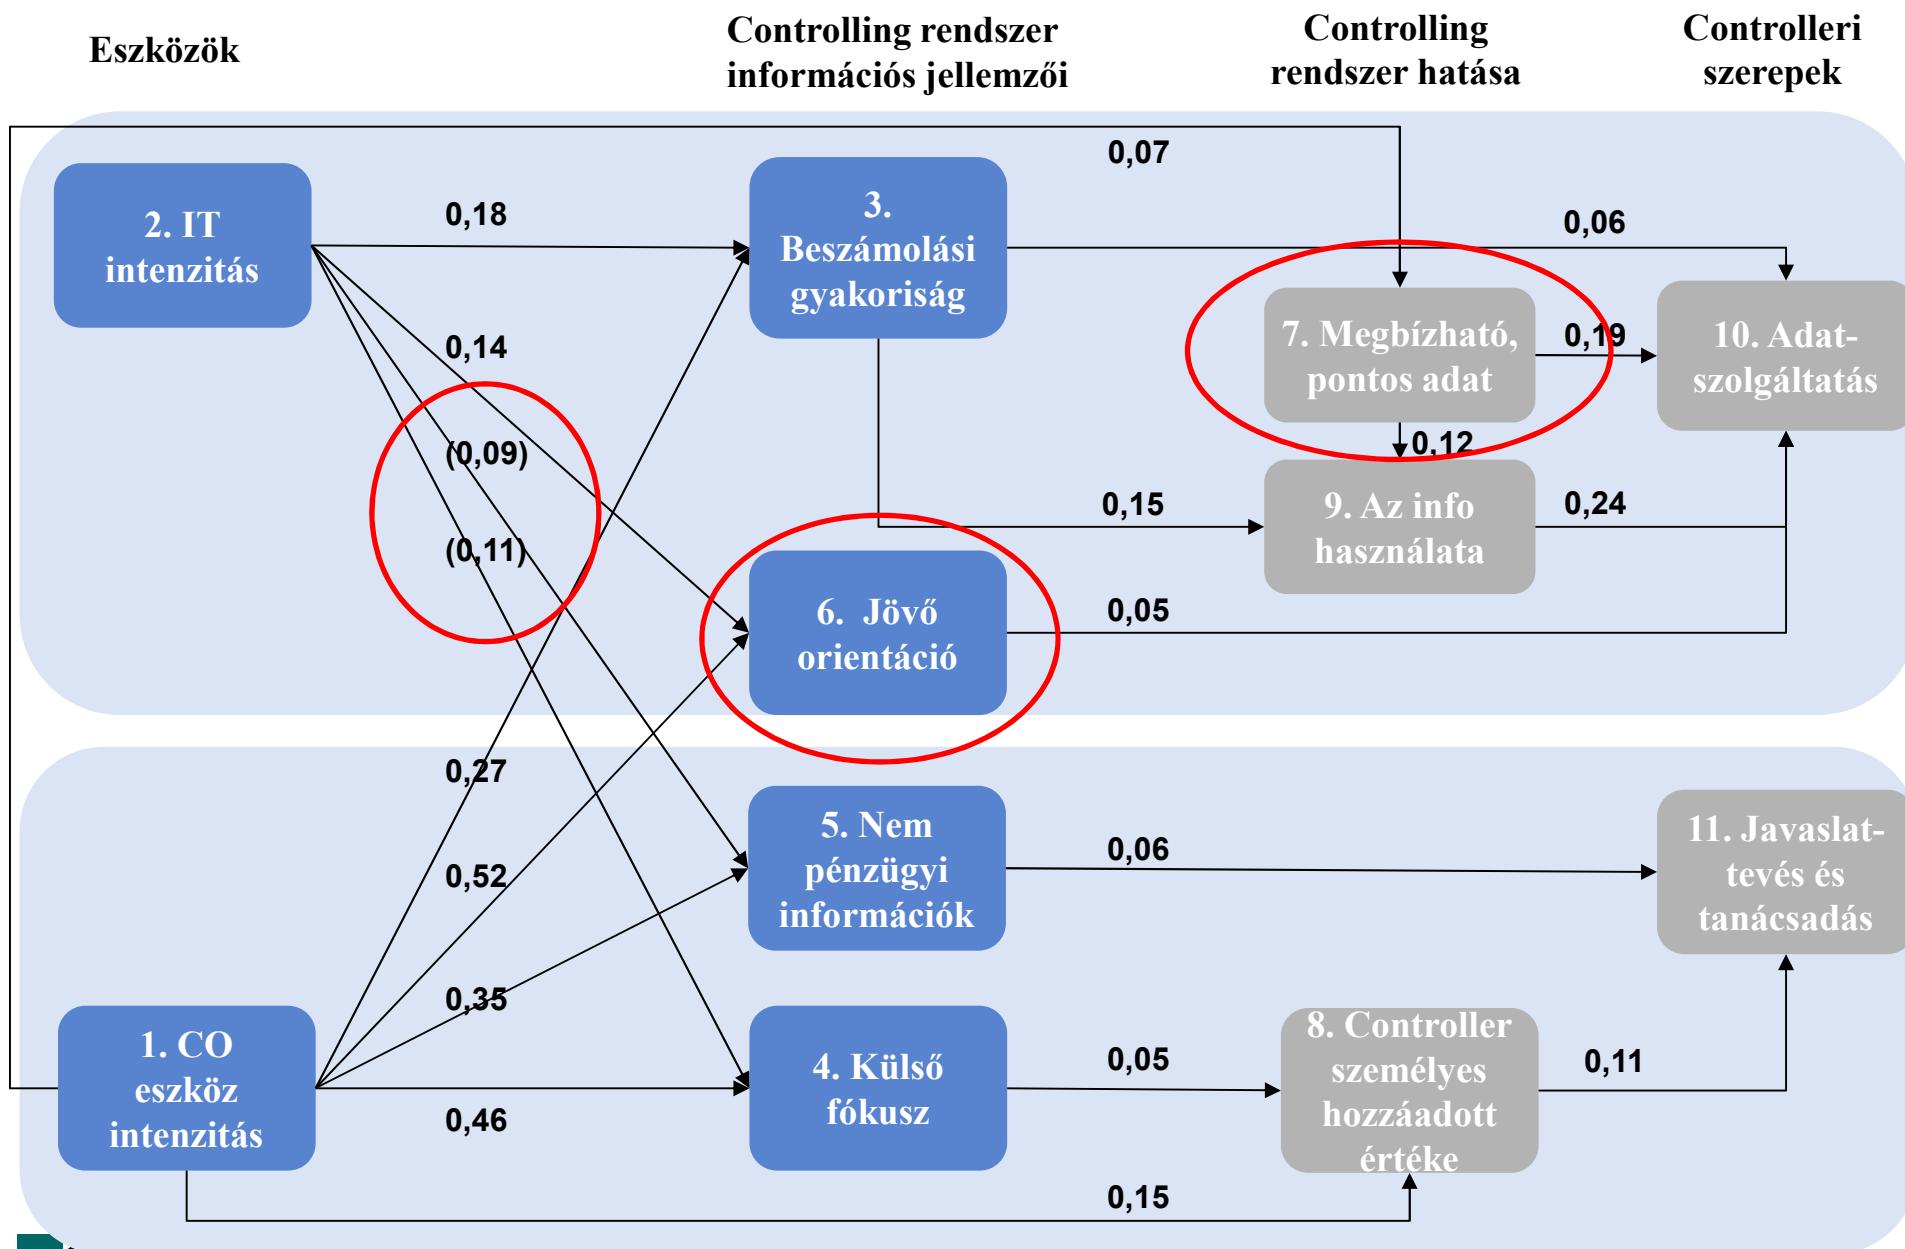 Eszközök
Controlling rendszer
információs jellemzői
Controlling
rendszer hatása
Controlleri
szerepek
0,07
2. IT
intenzitás
0,18
3.
Beszámolási
gyakoriság
0,06
0,14
7. Megbízható,
pontos adat
0,19
10. Adat-
szolgáltatás
(0,09)
0,12
(0,11)
0,15
9. Az info
használata
0,24
6. Jövő
orientáció
0,05
0,27
5. Nem
pénzügyi
információk
0,06
11. Javaslat-
tevés és
tanácsadás
0,52
0,35
1. CO
eszköz
intenzitás
0,46
4. Külső
fókusz
0,05
8. Controller
személyes
hozzáadott
értéke
0,11
0,15